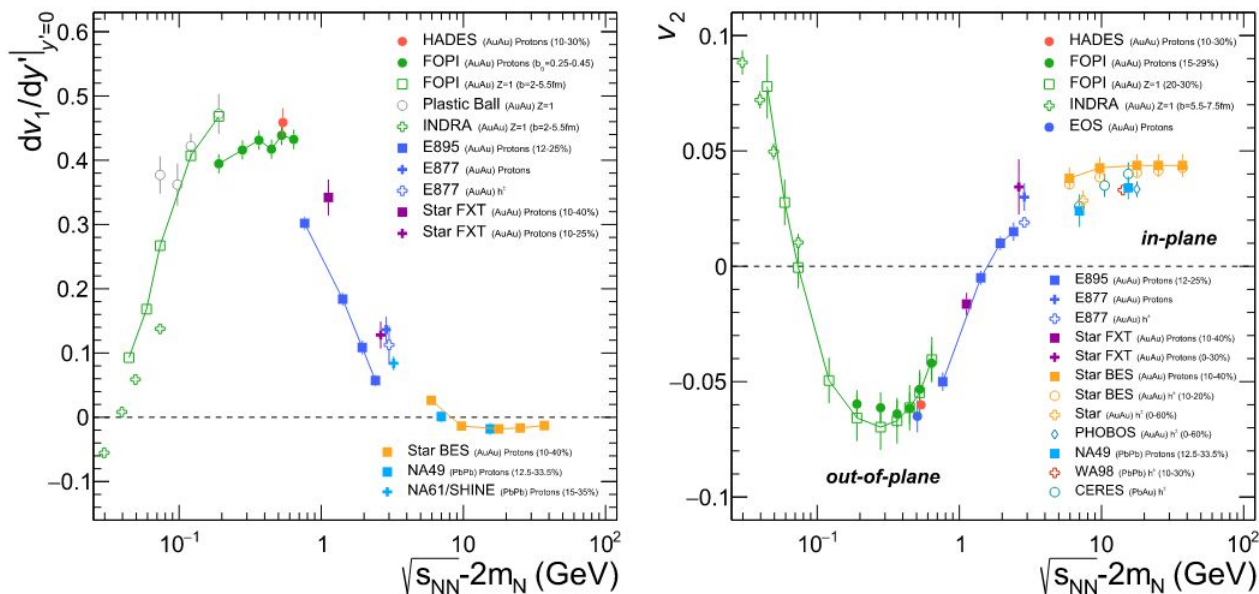 dv₁/dy'|y'=0
0.6
0.5
0.4
0.3
0.2
0.1
0
−0.1
HADES (AuAu) Protons (10-30%)
FOPI (AuAu) Protons (b₀=0.25-0.45)
FOPI (AuAu) Z=1 (b=2-5.5fm)
Plastic Ball (AuAu) Z=1
INDRA (AuAu) Z=1 (b=2-5.5fm)
E895 (AuAu) Protons (12-25%)
E877 (AuAu) Protons
E877 (AuAu) h±
Star FXT (AuAu) Protons (10-40%)
Star FXT (AuAu) Protons (10-25%)
Star BES (AuAu) Protons (10-40%)
NA49 (PbPb) Protons (12.5-33.5%)
NA61/SHINE (PbPb) Protons (15-35%)
10⁻¹ 1 10 10²
√sNN-2mN (GeV)
v₂
0.1
0.05
0
−0.05
−0.1
HADES (AuAu) Protons (10-30%)
FOPI (AuAu) Protons (15-29%)
FOPI (AuAu) Z=1 (20-30%)
INDRA (AuAu) Z=1 (b=5.5-7.5fm)
EOS (AuAu) Protons
in-plane
E895 (AuAu) Protons (12-25%)
E877 (AuAu) Protons
E877 (AuAu) h±
Star FXT (AuAu) Protons (10-40%)
Star FXT (AuAu) Protons (0-30%)
Star BES (AuAu) Protons (10-40%)
Star BES (AuAu) h± (10-20%)
Star (AuAu) h± (0-60%)
PHOBOS (AuAu) h± (0-60%)
NA49 (PbPb) Protons (12.5-33.5%)
WA98 (PbPb) h± (10-30%)
CERES (PbAu) h±
out-of-plane
10⁻¹ 1 10 10²
√sNN-2mN (GeV)